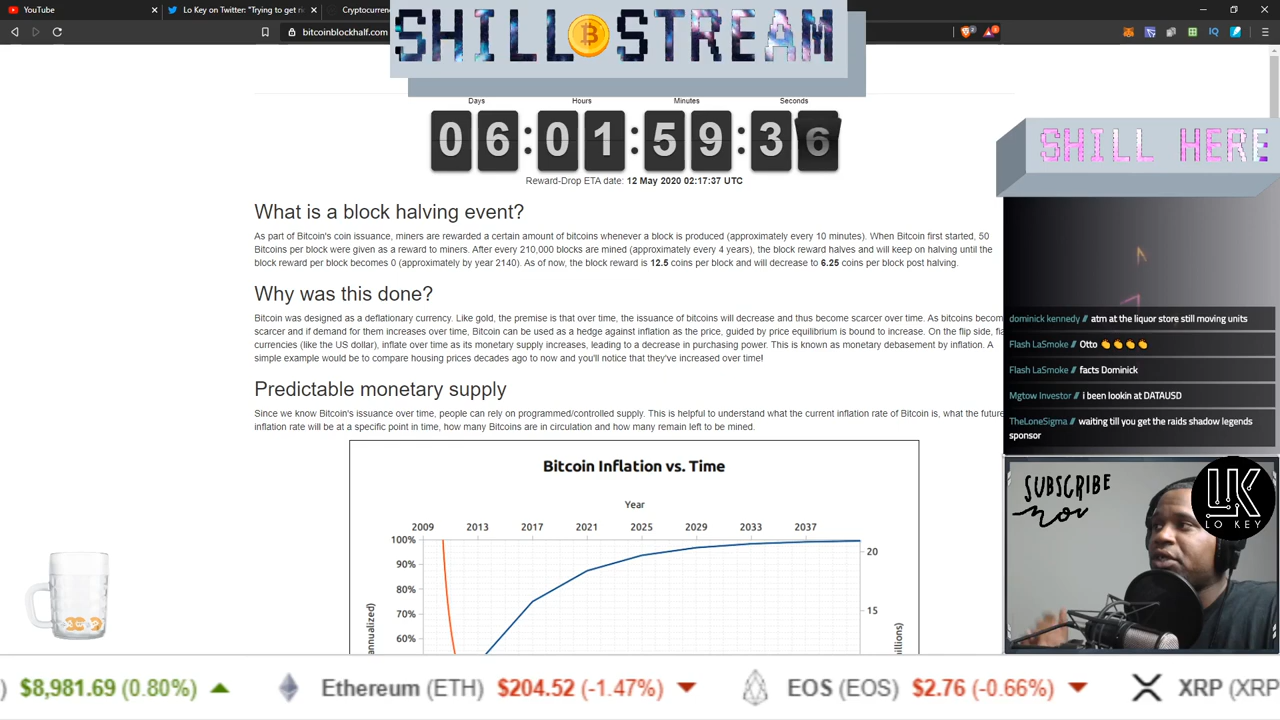 YouTube
Lo Key on Twitter: "Trying to get ri
Cryptocurren
bitcoinblockhalf.com
SHILL STREAM
Days Hours Minutes Seconds
06:01:59:36
Reward-Drop ETA date: 12 May 2020 02:17:37 UTC
What is a block halving event?
As part of Bitcoin's coin issuance, miners are rewarded a certain amount of bitcoins whenever a block is produced (approximately every 10 minutes). When Bitcoin first started, 50
Bitcoins per block were given as a reward to miners. After every 210,000 blocks are mined (approximately every 4 years), the block reward halves and will keep on halving until the
block reward per block becomes 0 (approximately by year 2140). As of now, the block reward is 12.5 coins per block and will decrease to 6.25 coins per block post halving.
Why was this done?
Bitcoin was designed as a deflationary currency. Like gold, the premise is that over time, the issuance of bitcoins will decrease and thus become scarcer over time. As bitcoins becom
scarcer and if demand for them increases over time, Bitcoin can be used as a hedge against inflation as the price, guided by price equilibrium is bound to increase. On the flip side, fia
currencies (like the US dollar), inflate over time as its monetary supply increases, leading to a decrease in purchasing power. This is known as monetary debasement by inflation. A
simple example would be to compare housing prices decades ago to now and you'll notice that they've increased over time!
Predictable monetary supply
Since we know Bitcoin's issuance over time, people can rely on programmed/controlled supply. This is helpful to understand what the current inflation rate of Bitcoin is, what the future
inflation rate will be at a specific point in time, how many Bitcoins are in circulation and how many remain left to be mined.
Bitcoin Inflation vs. Time
Year
2009 2013 2017 2021 2025 2029 2033 2037
100%
90%
80%
70%
60%
20
15
annualized)
illions)
SHILL HERE
dominick kennedy // atm at the liquor store still moving units
Flash LaSmoke // Otto 👏👏👏👏
Flash LaSmoke // facts Dominick
Mgtow Investor // i been lookin at DATAUSD
TheLoneSigma // waiting till you get the raids shadow legends
sponsor
SUBSCRIBE
NOW
LK
LO KEY
) $8,981.69 (0.80%) Ethereum (ETH) $204.52 (-1.47%) EOS (EOS) $2.76 (-0.66%) XRP (XRP